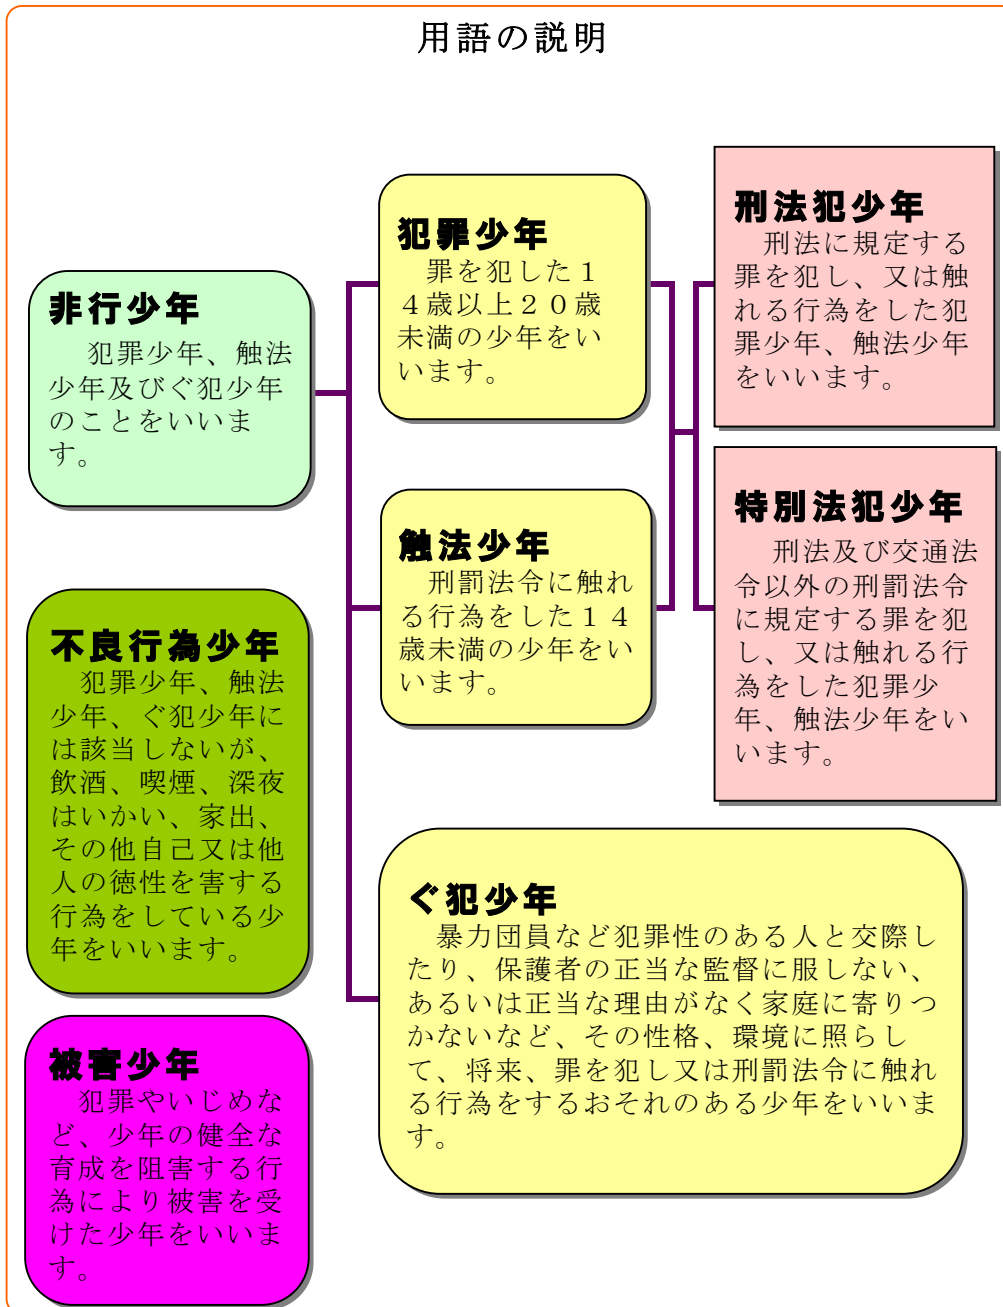 用語の説明
非行少年
犯罪少年、触法
少年及びぐ犯少年
のことをいいま
す。
犯罪少年
罪を犯した１
４歳以上２０歳
未満の少年をい
います。
刑法犯少年
刑法に規定する
罪を犯し、又は触
れる行為をした犯
罪少年、触法少年
をいいます。
触法少年
刑罰法令に触れ
る行為をした１４
歳未満の少年をい
います。
特別法犯少年
刑法及び交通法
令以外の刑罰法令
に規定する罪を犯
し、又は触れる行
為をした犯罪少
年、触法少年をい
います。
不良行為少年
犯罪少年、触法
少年、ぐ犯少年に
は該当しないが、
飲酒、喫煙、深夜
はいかい、家出、
その他自己又は他
人の徳性を害する
行為をしている少
年をいいます。
ぐ犯少年
暴力団員など犯罪性のある人と交際し
たり、保護者の正当な監督に服しない、
あるいは正当な理由がなく家庭に寄りつ
かないなど、その性格、環境に照らし
て、将来、罪を犯し又は刑罰法令に触れ
る行為をするおそれのある少年をいいま
す。
被害少年
犯罪やいじめな
ど、少年の健全な
育成を阻害する行
為により被害を受
けた少年をいいま
す。